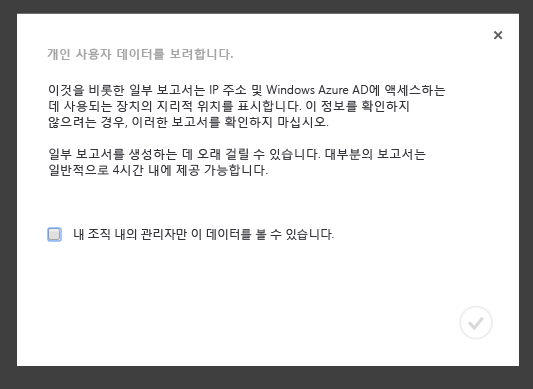 개인 사용자 데이터를 보려합니다.
이것을 비롯한 일부 보고서는 IP 주소 및 Windows Azure AD에 액세스하는
데 사용되는 장치의 지리적 위치를 표시합니다. 이 정보를 확인하지
않으려는 경우, 이러한 보고서를 확인하지 마십시오.
일부 보고서를 생성하는 데 오래 걸릴 수 있습니다. 대부분의 보고서는
일반적으로 4시간 내에 제공 가능합니다.
내 조직 내의 관리자만 이 데이터를 볼 수 있습니다.